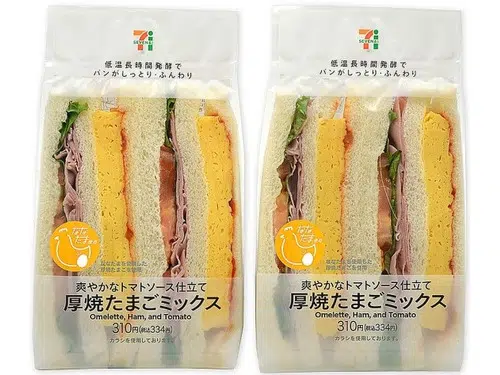 7
ELEVEN
低温長時間発酵で
パンがしっとり・ふんわり
爽やかなトマトソース仕立て
厚焼たまごミックス
Omelette, Ham, and Tomato
310円(税込334円)
カラシを使用しております。
7
ELEVEN
低温長時間発酵で
パンがしっとり・ふんわり
爽やかなトマトソース仕立て
厚焼たまごミックス
Omelette, Ham, and Tomato
310円(税込334円)
カラシを使用しております。